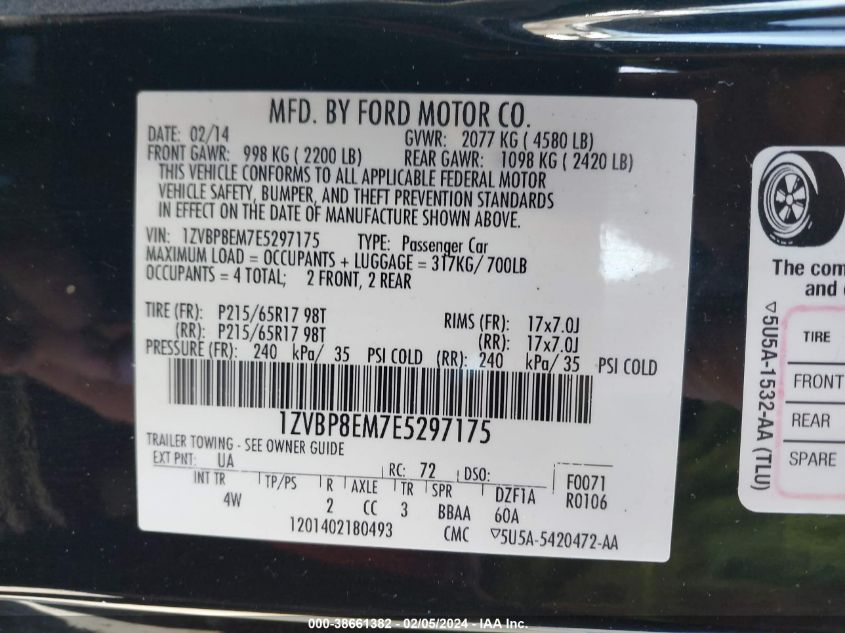 MFD. BY FORD MOTOR CO.
DATE: 02/14 GVWR: 2077 KG ( 4580 LB)
FRONT GAWR: 998 KG ( 2200 LB) REAR GAWR: 1098 KG ( 2420 LB)
THIS VEHICLE CONFORMS TO ALL APPLICABLE FEDERAL MOTOR
VEHICLE SAFETY, BUMPER, AND THEFT PREVENTION STANDARDS
IN EFFECT ON THE DATE OF MANUFACTURE SHOWN ABOVE.
VIN: 1ZVBP8EM7E5297175 TYPE: Passenger Car
MAXIMUM LOAD = OCCUPANTS + LUGGAGE = 317KG/ 700LB
OCCUPANTS = 4 TOTAL; 2 FRONT, 2 REAR
TIRE (FR): P215/65R17 98T RIMS (FR): 17x7.0J
(RR): P215/65R17 98T (RR): 17x7.0J
PRESSURE (FR): 240 kPa/ 35 PSI COLD (RR): 240 kPa/ 35 PSI COLD
1ZVBP8EM7E5297175
TRAILER TOWING - SEE OWNER GUIDE
EXT PNT: UA RC: 72 DSO: F0071
INT TR TP/PS R AXLE TR SPR DZF1A R0106
4W 2 CC 3 BBAA 60A
1201402180493 CMC ▽5U5A-5420472-AA
▽5U5A-1532-AA (TLU)
The com
and
TIRE
FRONT
REAR
SPARE
000-38661382 - 02/05/2024 - IAA Inc.